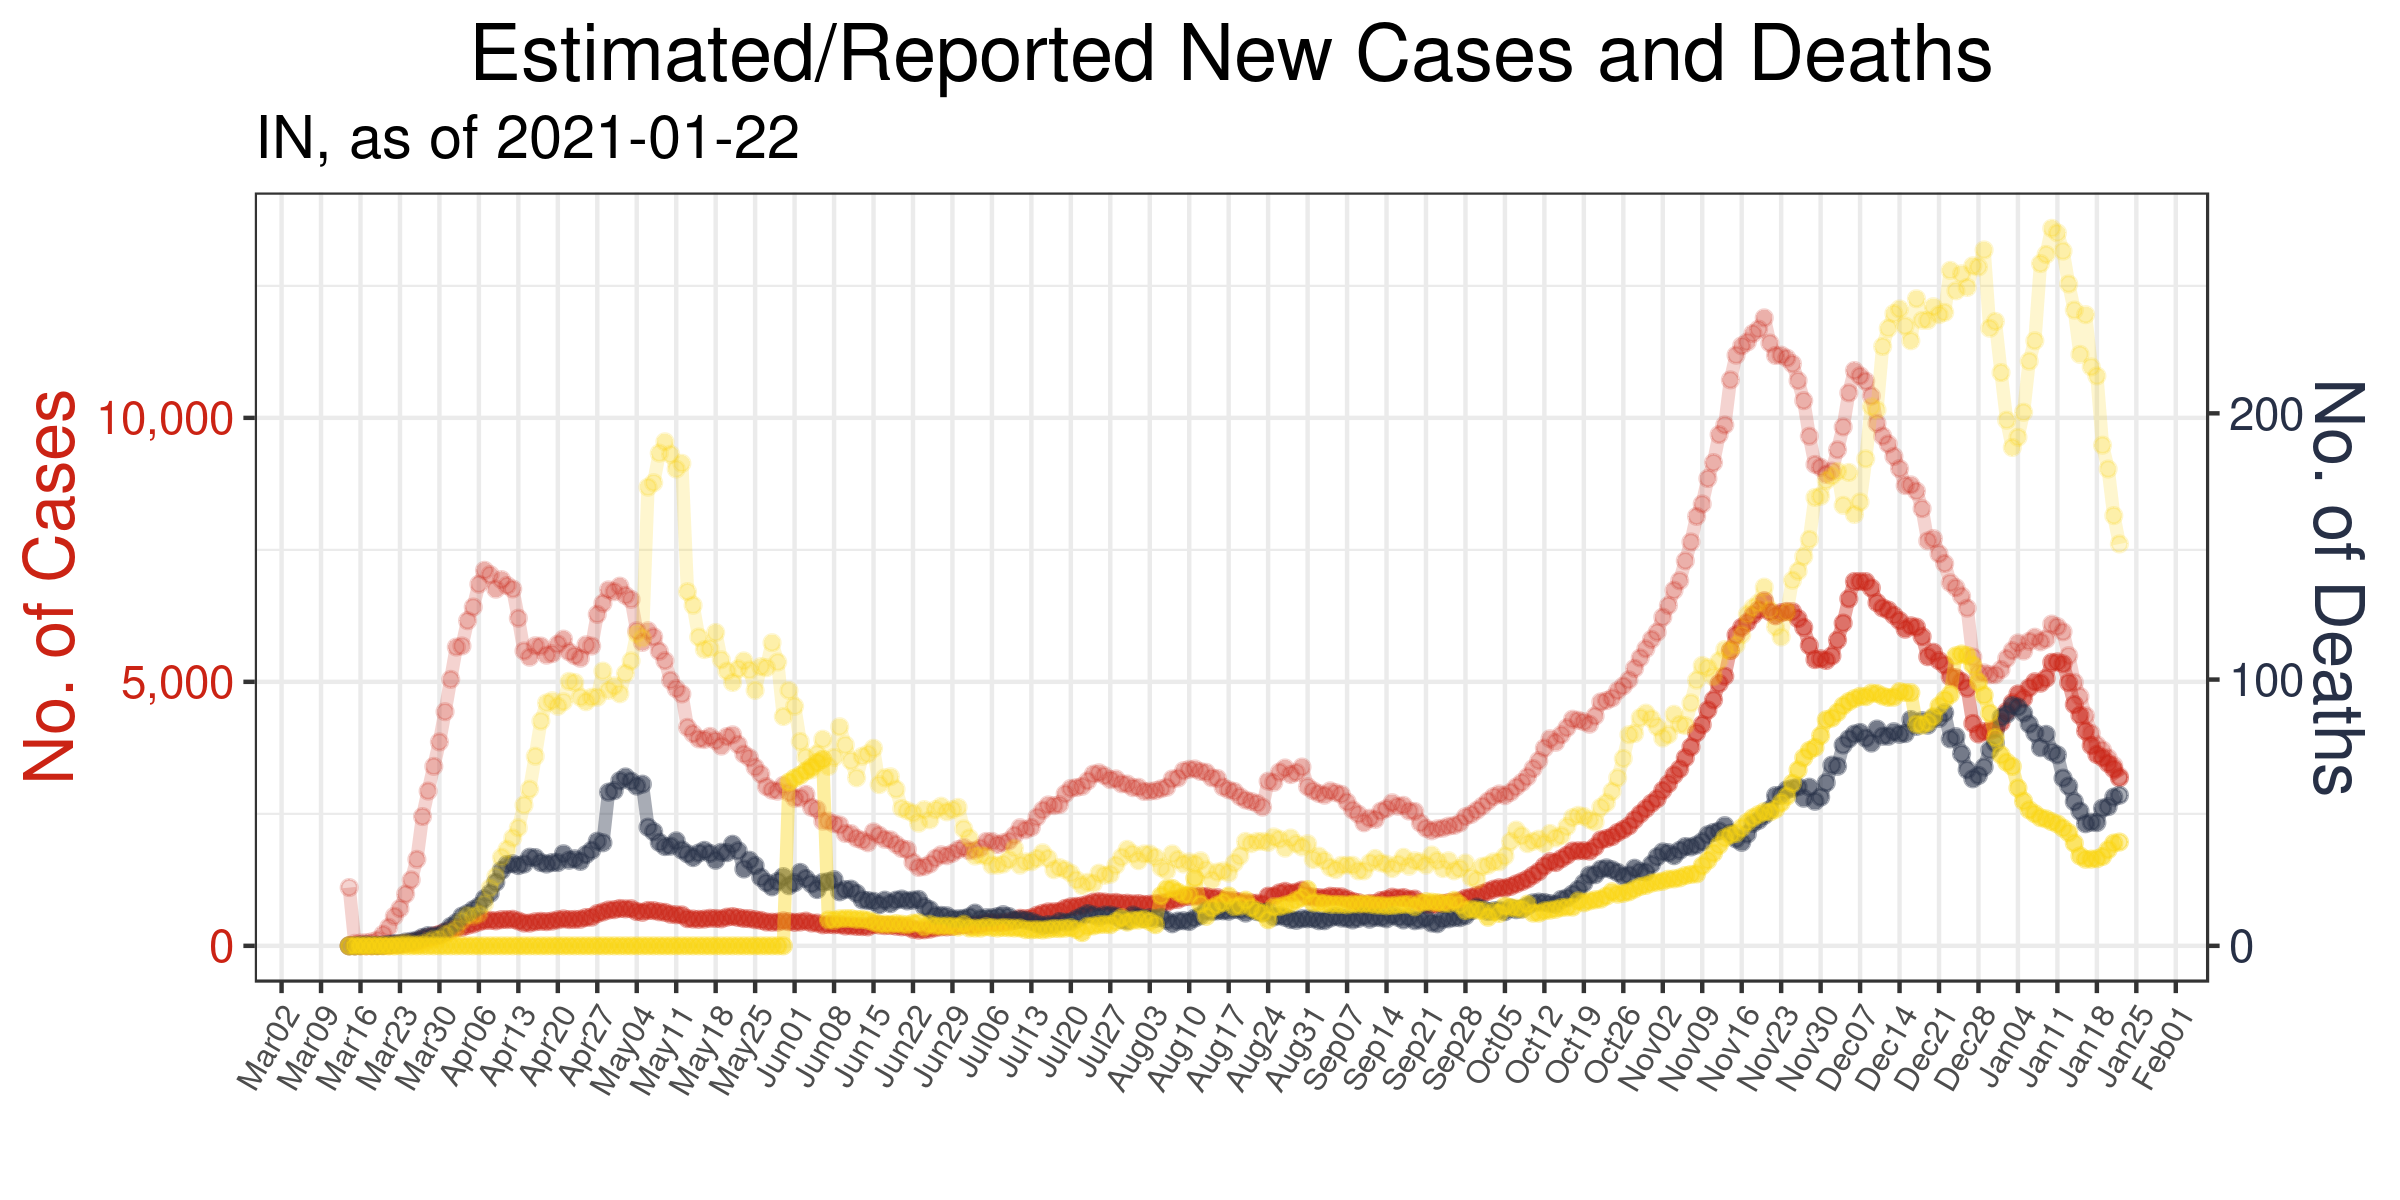 Estimated/Reported New Cases and Deaths
IN, as of 2021-01-22
No. of Cases
10,000
5,000
0
200
100
0
No. of Deaths
Mar02
Mar09
Mar16
Mar23
Mar30
Apr06
Apr13
Apr20
Apr27
May04
May11
May18
May25
Jun01
Jun08
Jun15
Jun22
Jun29
Jul06
Jul13
Jul20
Jul27
Aug03
Aug10
Aug17
Aug24
Aug31
Sep07
Sep14
Sep21
Sep28
Oct05
Oct12
Oct19
Oct26
Nov02
Nov09
Nov16
Nov23
Nov30
Dec07
Dec14
Dec21
Dec28
Jan04
Jan11
Jan18
Jan25
Feb01